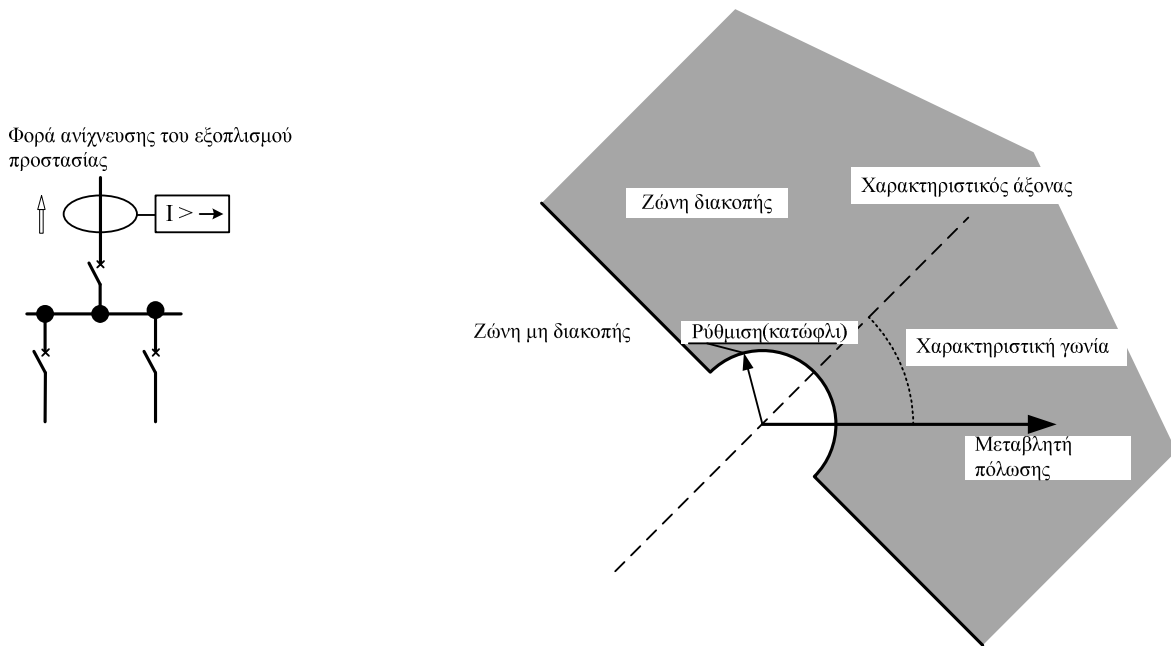 Φορά ανίχνευσης του εξοπλισμού
προστασίας
I >
Ζώνη διακοπής
Χαρακτηριστικός άξονας
Ζώνη μη διακοπής
Ρύθμιση(κατώφλι)
Χαρακτηριστική γωνία
Μεταβλητή
πόλωσης